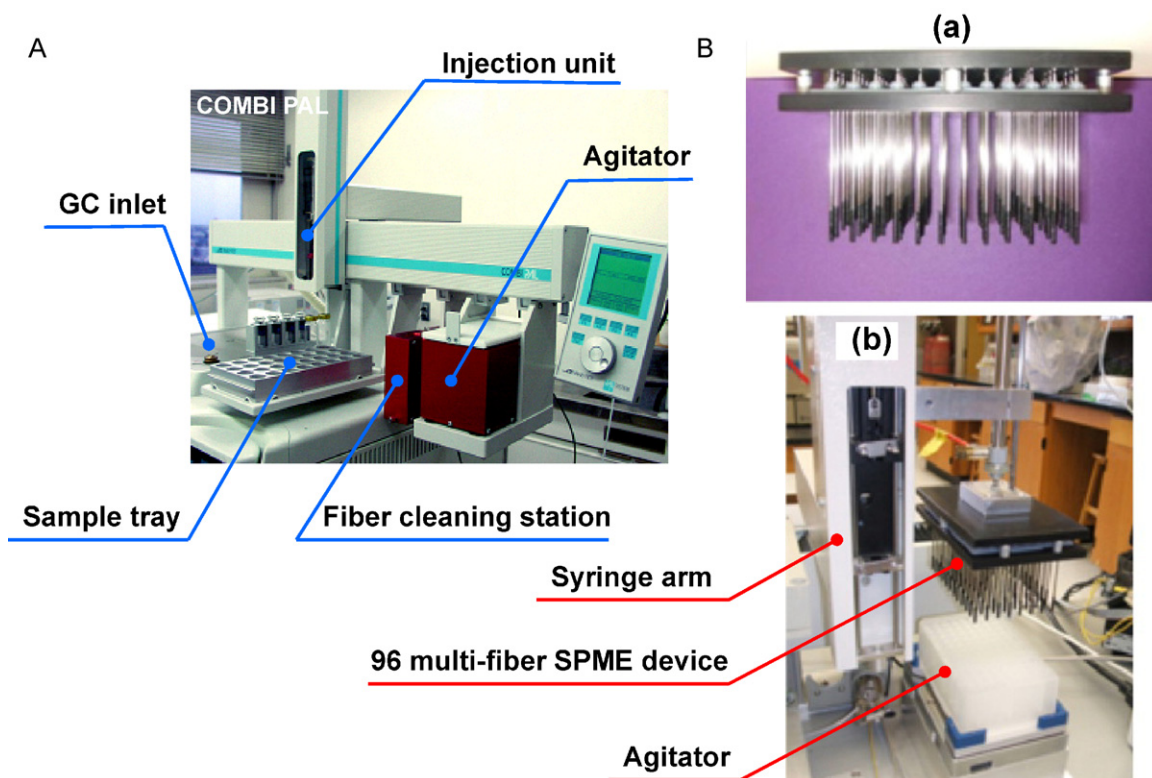 A
Injection unit
COMBI PAL
Agitator
GC inlet
Sample tray
Fiber cleaning station
B
(a)
(b)
Syringe arm
96 multi-fiber SPME device
Agitator